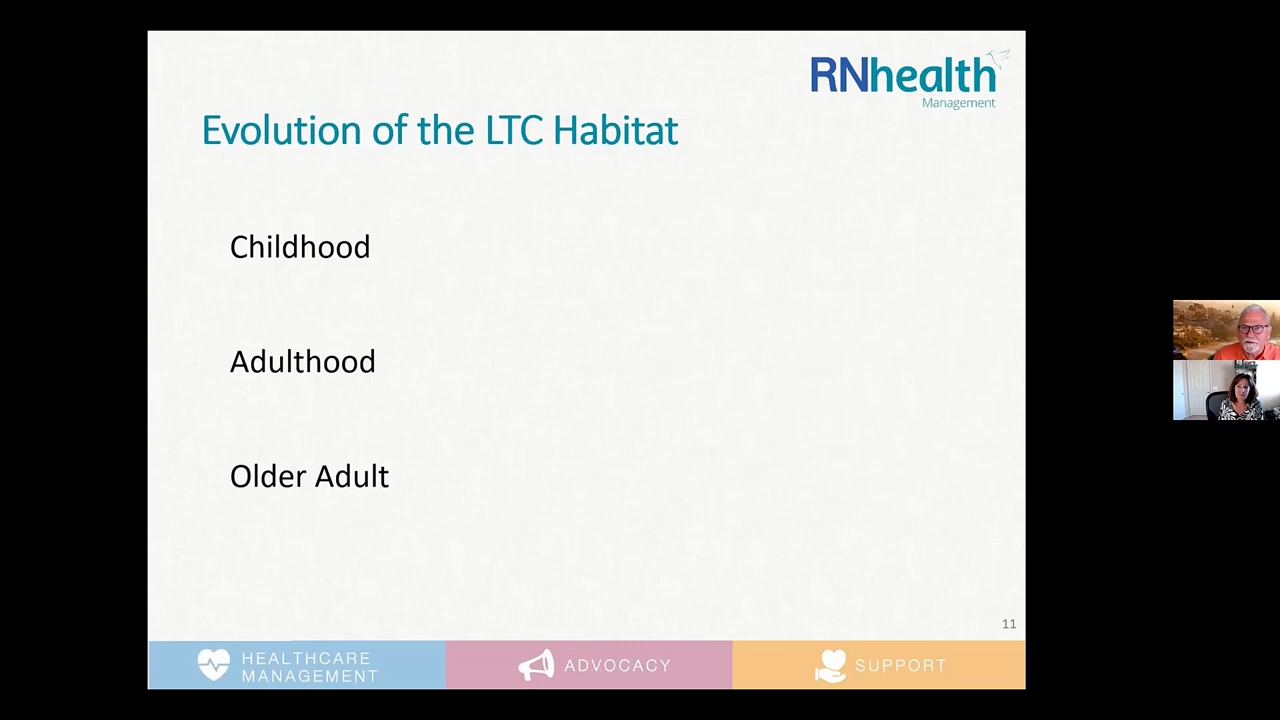 RNhealth
Management
Evolution of the LTC Habitat
Childhood
Adulthood
Older Adult
11
HEALTHCARE
MANAGEMENT
ADVOCACY
SUPPORT